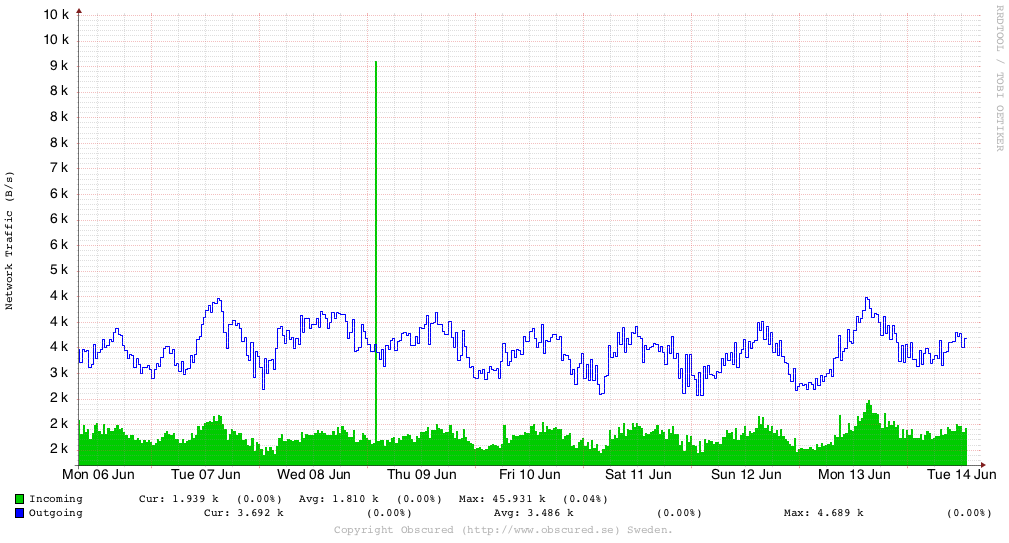 10 k
10 k
9 k
8 k
8 k
8 k
7 k
6 k
6 k
6 k
5 k
4 k
4 k
4 k
3 k
2 k
2 k
2 k
Network Traffic (B/s)
RRDTOOL / TOBI OETIKER
Mon 06 Jun Tue 07 Jun Wed 08 Jun Thu 09 Jun Fri 10 Jun Sat 11 Jun Sun 12 Jun Mon 13 Jun Tue 14 Jun
Incoming Cur: 1.939 k (0.00%) Avg: 1.810 k (0.00%) Max: 45.931 k (0.04%)
Outgoing Cur: 3.692 k (0.00%) Avg: 3.486 k (0.00%) Max: 4.689 k (0.00%)
Copyright Obscured (http://www.obscured.se) Sweden.